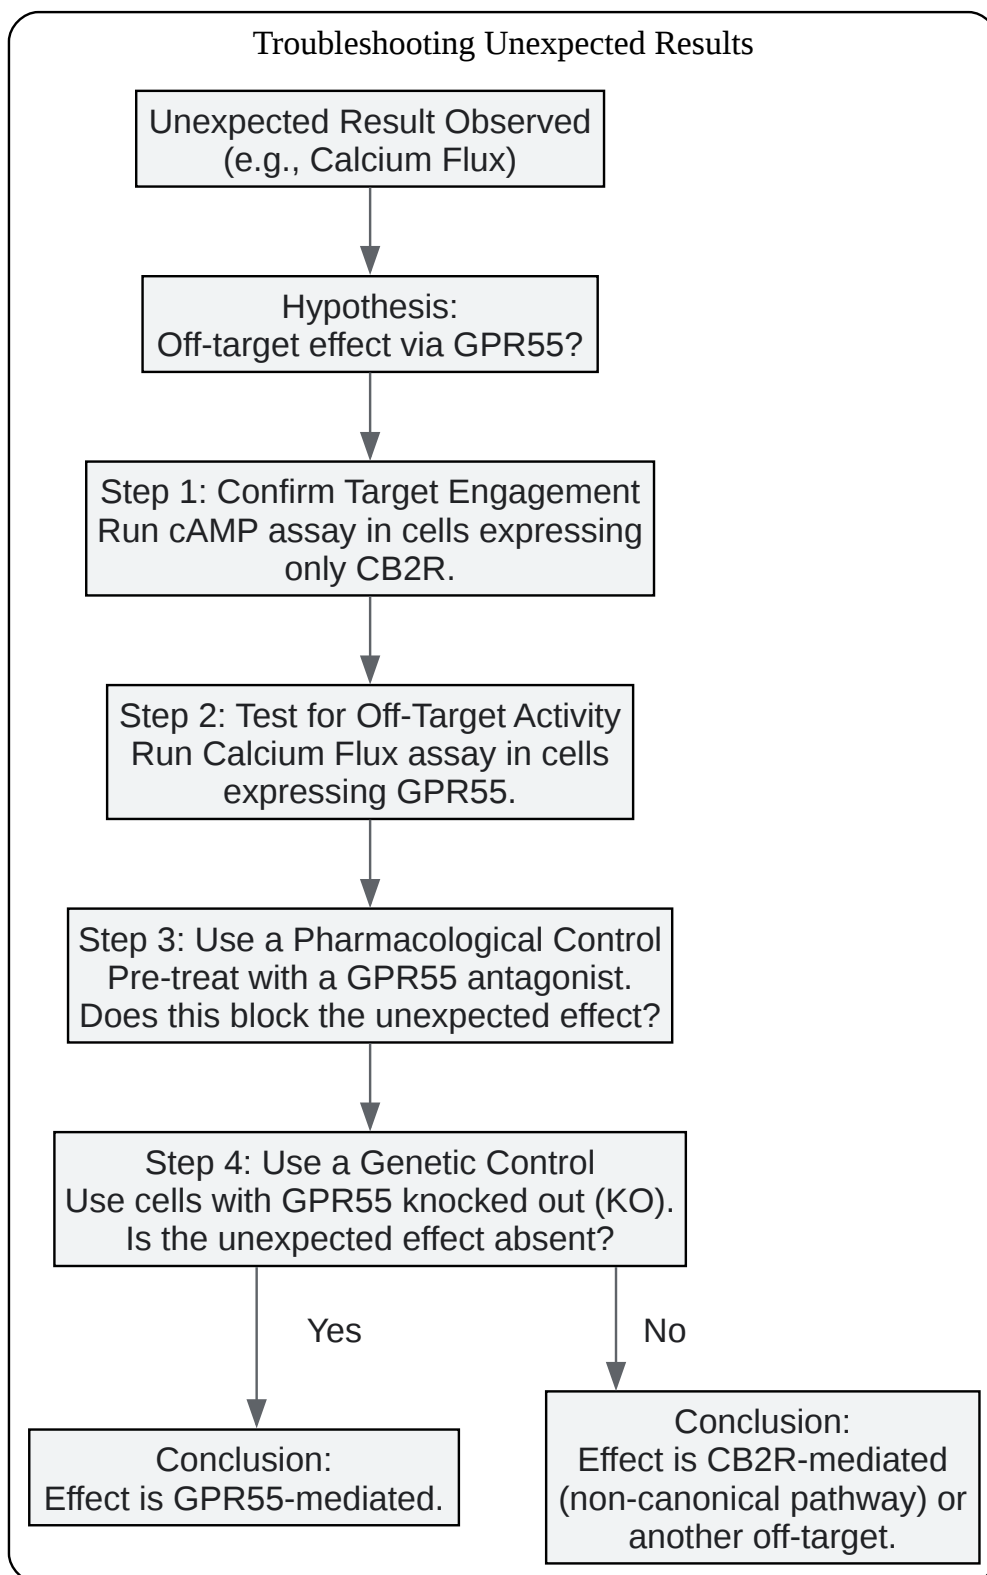 Troubleshooting Unexpected Results
Unexpected Result Observed
(e.g., Calcium Flux)
Hypothesis:
Off-target effect via GPR55?
Step 1: Confirm Target Engagement
Run cAMP assay in cells expressing
only CB2R.
Step 2: Test for Off-Target Activity
Run Calcium Flux assay in cells
expressing GPR55.
Step 3: Use a Pharmacological Control
Pre-treat with a GPR55 antagonist.
Does this block the unexpected effect?
Step 4: Use a Genetic Control
Use cells with GPR55 knocked out (KO).
Is the unexpected effect absent?
Yes
No
Conclusion:
Effect is GPR55-mediated.
Conclusion:
Effect is CB2R-mediated
(non-canonical pathway) or
another off-target.